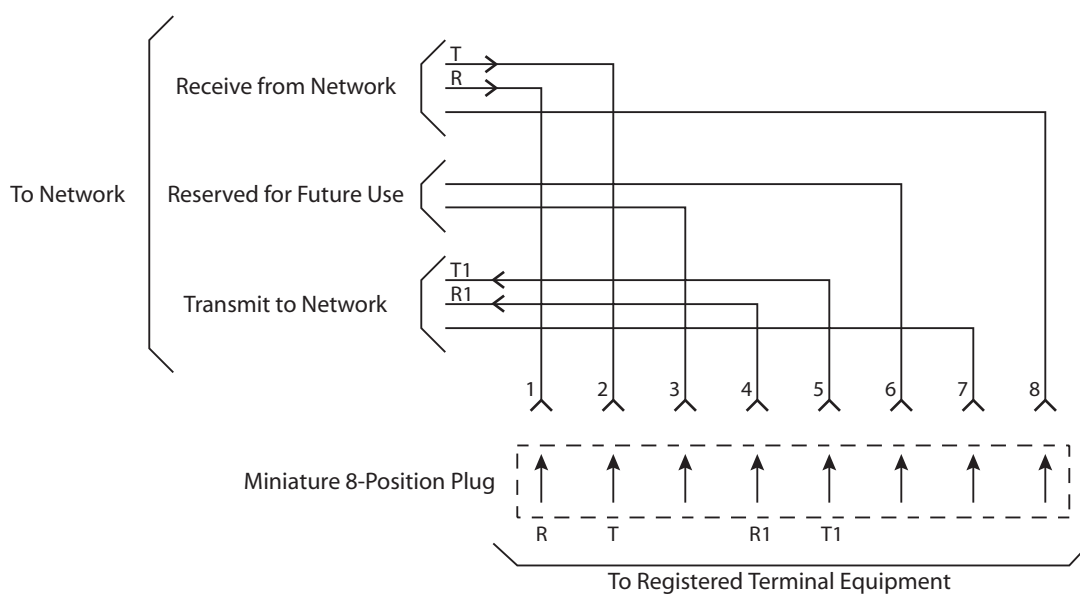 T
Receive from Network
R
To Network
Reserved for Future Use
T1
Transmit to Network
R1
1 2 3 4 5 6 7 8
Miniature 8-Position Plug
R T R1 T1
To Registered Terminal Equipment